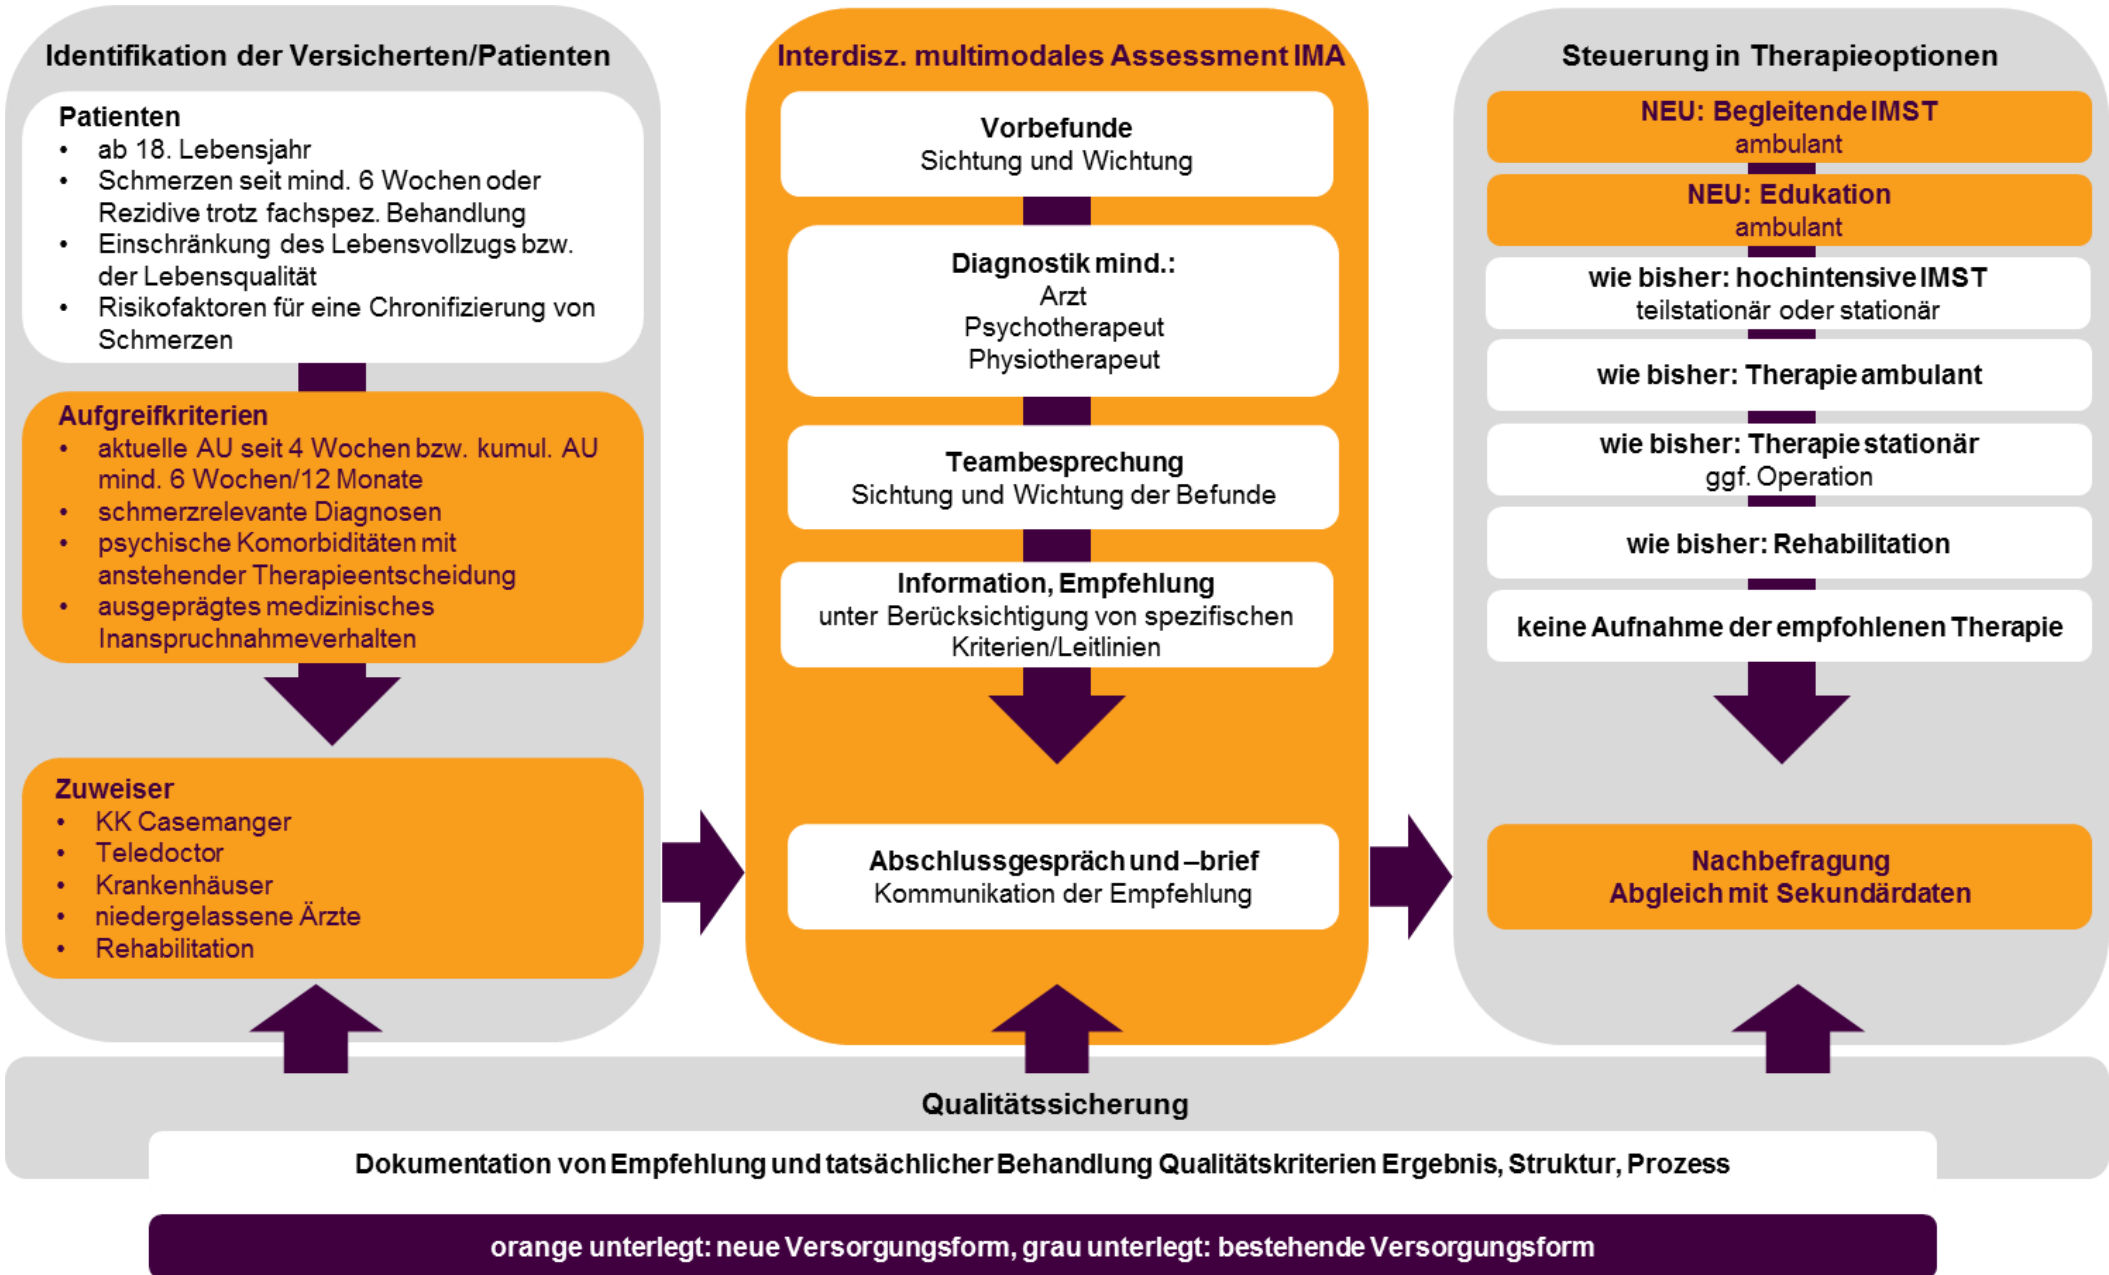 Identifikation der Versicherten/Patienten
Patienten
• ab 18. Lebensjahr
• Schmerzen seit mind. 6 Wochen oder
Rezidive trotz fachspez. Behandlung
• Einschränkung des Lebensvollzugs bzw.
der Lebensqualität
• Risikofaktoren für eine Chronifizierung von
Schmerzen
Aufgreifkriterien
• aktuelle AU seit 4 Wochen bzw. kumul. AU
mind. 6 Wochen/12 Monate
• schmerzrelevante Diagnosen
• psychische Komorbiditäten mit
anstehender Therapieentscheidung
• ausgeprägtes medizinisches
Inanspruchnahmeverhalten
Zuweiser
• KK Casemanger
• Teledoctor
• Krankenhäuser
• niedergelassene Ärzte
• Rehabilitation
Interdisz. multimodales Assessment IMA
Vorbefunde
Sichtung und Wichtung
Diagnostik mind.:
Arzt
Psychotherapeut
Physiotherapeut
Teambesprechung
Sichtung und Wichtung der Befunde
Information, Empfehlung
unter Berücksichtigung von spezifischen
Kriterien/Leitlinien
Abschlussgespräch und –brief
Kommunikation der Empfehlung
Steuerung in Therapieoptionen
NEU: Begleitende IMST
ambulant
NEU: Edukation
ambulant
wie bisher: hochintensive IMST
teilstationär oder stationär
wie bisher: Therapie ambulant
wie bisher: Therapie stationär
ggf. Operation
wie bisher: Rehabilitation
keine Aufnahme der empfohlenen Therapie
Nachbefragung
Abgleich mit Sekundärdaten
Qualitätssicherung
Dokumentation von Empfehlung und tatsächlicher Behandlung Qualitätskriterien Ergebnis, Struktur, Prozess
orange unterlegt: neue Versorgungsform, grau unterlegt: bestehende Versorgungsform